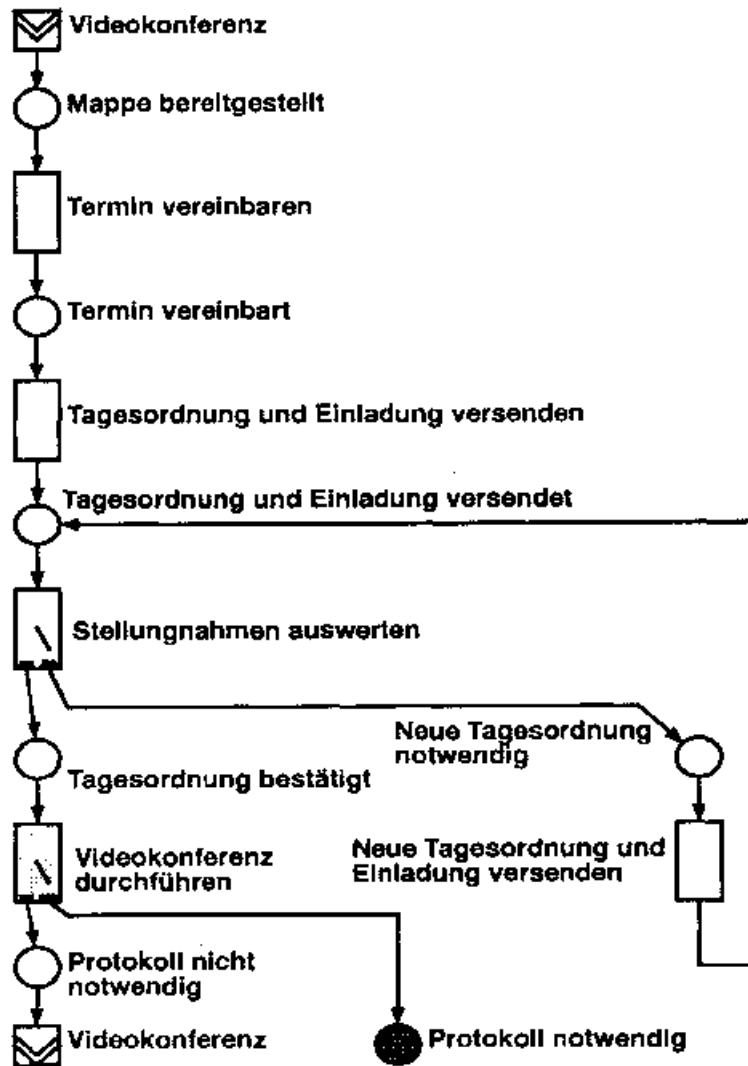 Videokonferenz
Mappe bereitgestellt
Termin vereinbaren
Termin vereinbart
Tagesordnung und Einladung versenden
Tagesordnung und Einladung versendet
Stellungnahmen auswerten
Neue Tagesordnung
notwendig
Tagesordnung bestätigt
Neue Tagesordnung und
Einladung versenden
Videokonferenz
durchführen
Protokoll nicht
notwendig
Videokonferenz
Protokoll notwendig